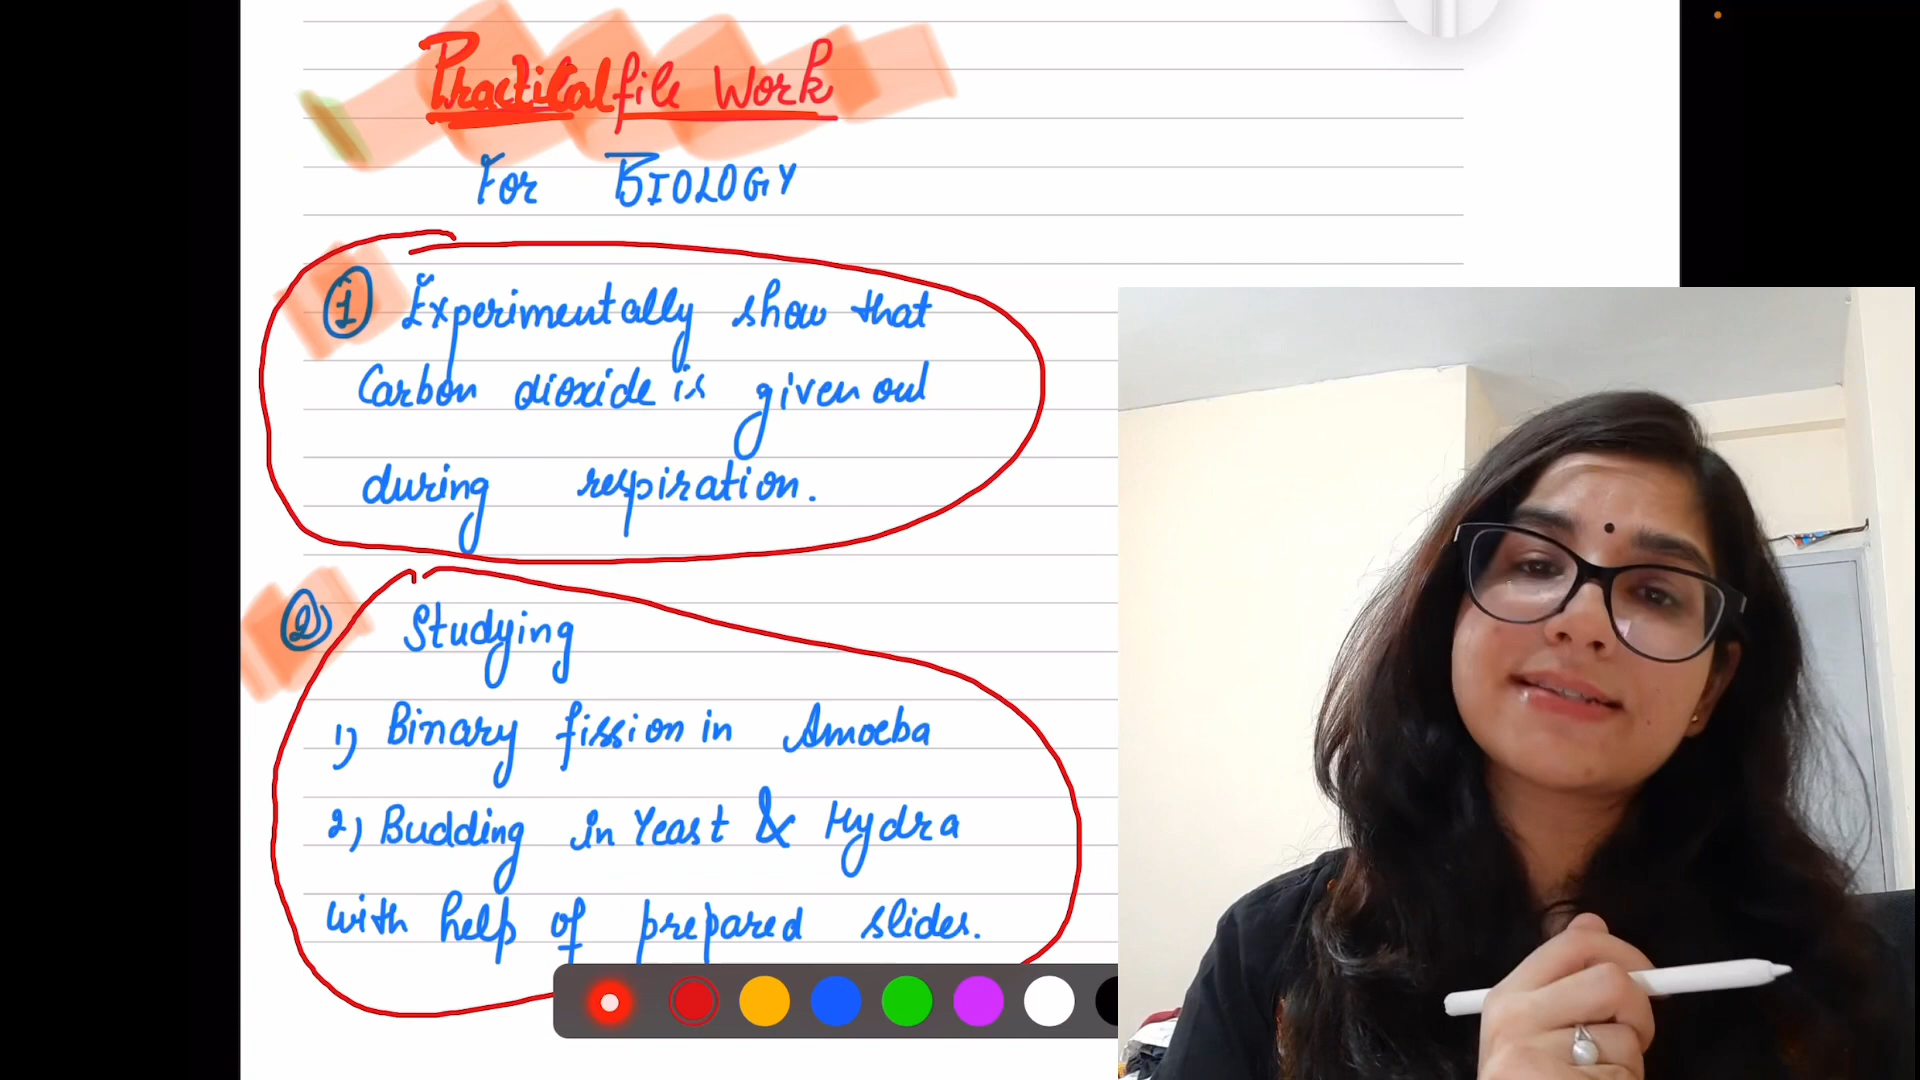 Practical file Work
For BIOLOGY
1 Experimentally show that
Carbon dioxide is given out
during respiration.
2 Studying
1) Binary fission in Amoeba
2) Budding in Yeast & Hydra
with help of prepared slides.